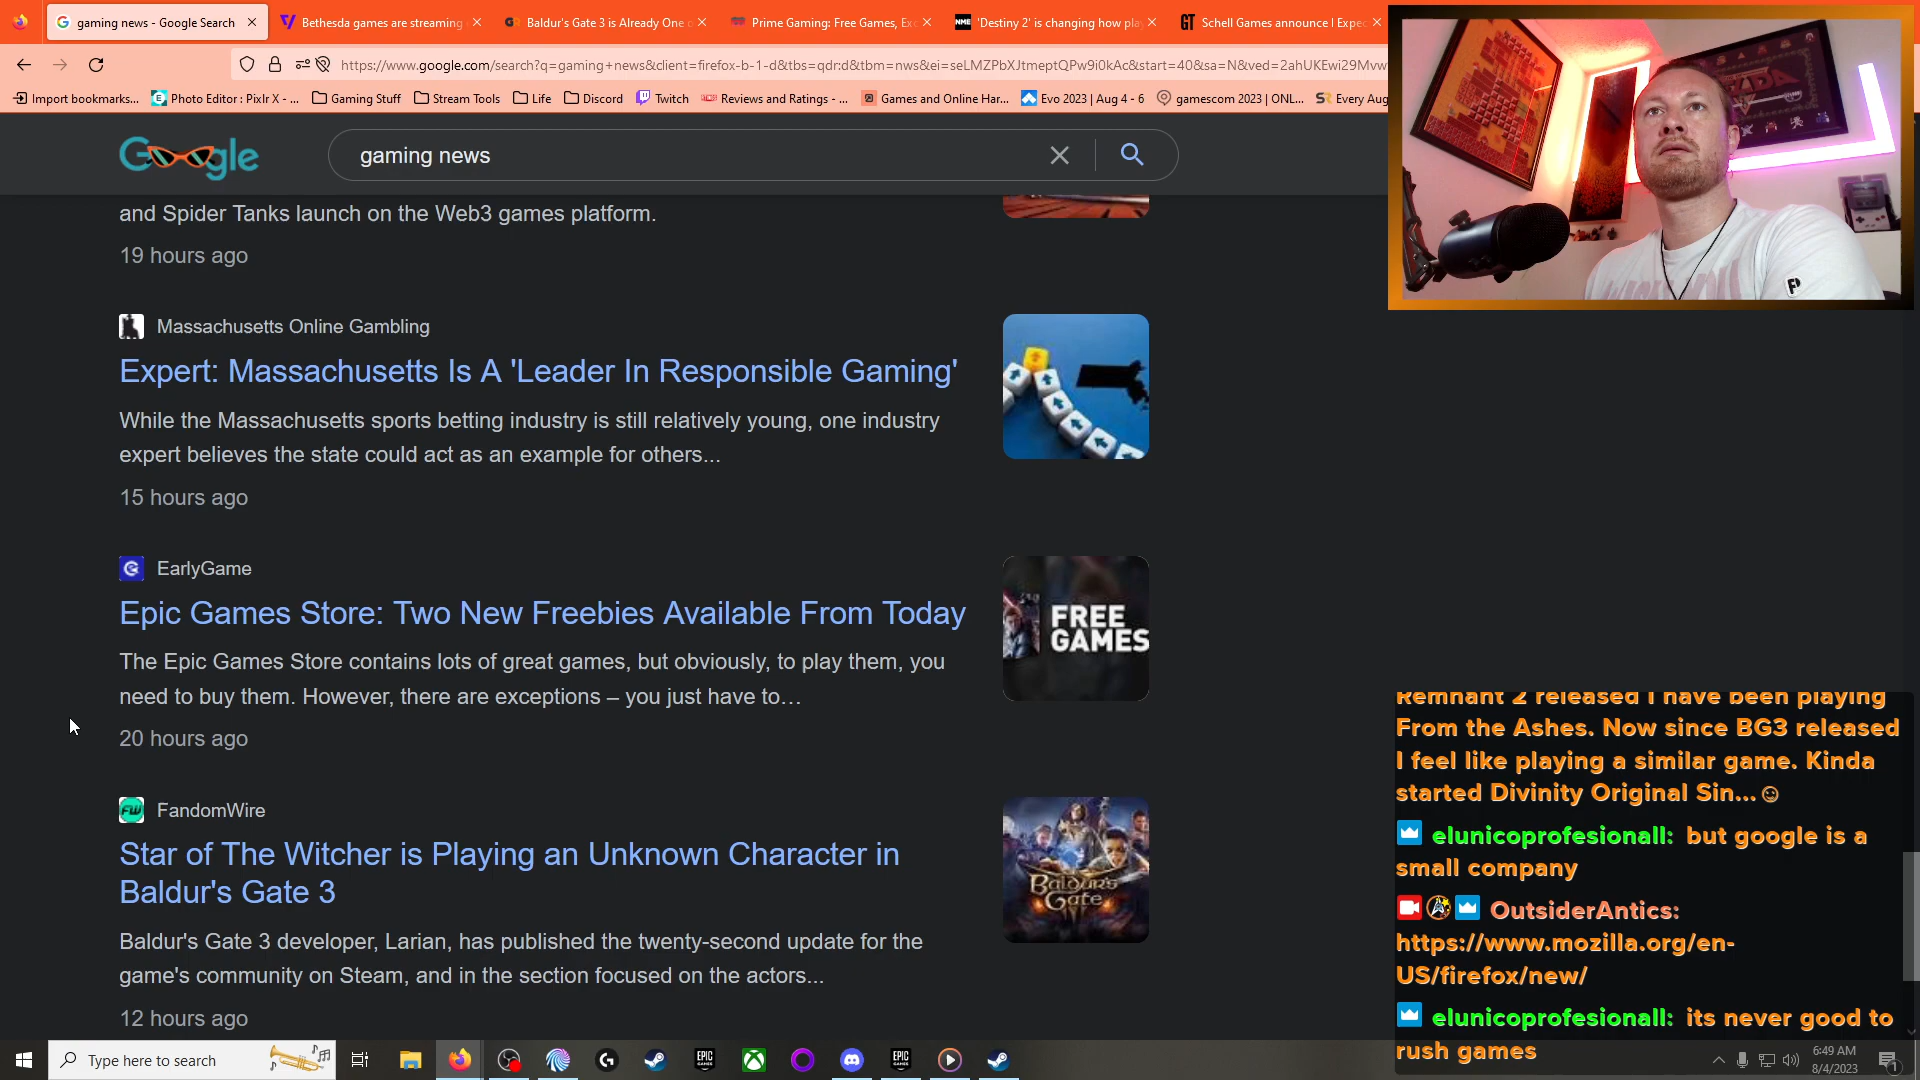 gaming news - Google Search
Bethesda games are streaming
Baldur's Gate 3 is Already One o
Prime Gaming: Free Games, Exc
NME 'Destiny 2' is changing how play
GT Schell Games announce I Expec
https://www.google.com/search?q=gaming+news&client=firefox-b-1-d&tbs=qdr:d&tbm=nws&ei=seLMZPbXJtmeptQPw9i0kAc&start=40&sa=N&ved=2ahUKEwi29Mvw
Import bookmarks... Photo Editor : Pixlr X - ... Gaming Stuff Stream Tools Life Discord Twitch Reviews and Ratings - ... Games and Online Har... Evo 2023 | Aug 4 - 6 gamescom 2023 | ONL... Every Aug
Google
gaming news
and Spider Tanks launch on the Web3 games platform.
19 hours ago
Massachusetts Online Gambling
Expert: Massachusetts Is A 'Leader In Responsible Gaming'
While the Massachusetts sports betting industry is still relatively young, one industry
expert believes the state could act as an example for others...
15 hours ago
EarlyGame
Epic Games Store: Two New Freebies Available From Today
The Epic Games Store contains lots of great games, but obviously, to play them, you
need to buy them. However, there are exceptions – you just have to...
20 hours ago
FREE
GAMES
FandomWire
Star of The Witcher is Playing an Unknown Character in
Baldur's Gate 3
Baldur's Gate 3 developer, Larian, has published the twenty-second update for the
game's community on Steam, and in the section focused on the actors...
12 hours ago
Baldur's
Gate
Remnant 2 released I have been playing
From the Ashes. Now since BG3 released
I feel like playing a similar game. Kinda
started Divinity Original Sin...
elunicoprofesionall: but google is a
small company
OutsiderAntics:
https://www.mozilla.org/en-
US/firefox/new/
elunicoprofesionall: its never good to
rush games
Type here to search
6:49 AM
8/4/2023